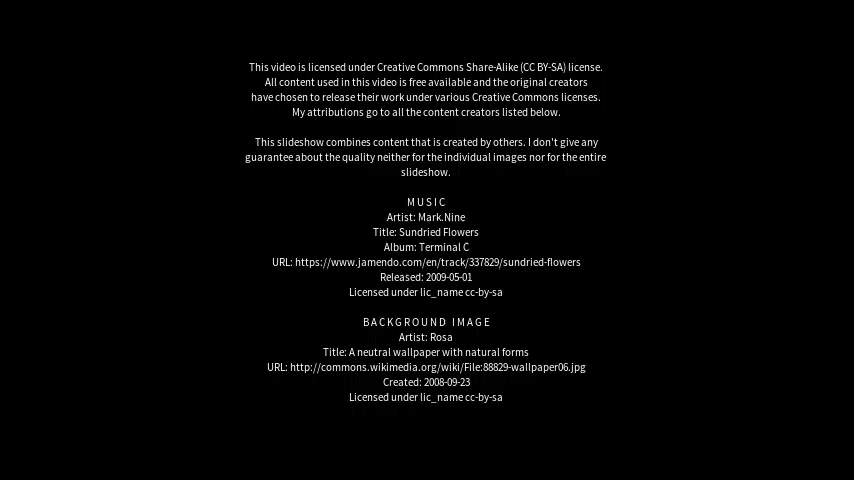 This video is licensed under Creative Commons Share-Alike (CC BY-SA) license.
All content used in this video is free available and the original creators
have chosen to release their work under various Creative Commons licenses.
My attributions go to all the content creators listed below.
This slideshow combines content that is created by others. I don't give any
guarantee about the quality neither for the individual images nor for the entire
slideshow.
MUSIC
Artist: Mark.Nine
Title: Sundried Flowers
Album: Terminal C
URL: https://www.jamendo.com/en/track/337829/sundried-flowers
Released: 2009-05-01
Licensed under lic_name cc-by-sa
BACKGROUND IMAGE
Artist: Rosa
Title: A neutral wallpaper with natural forms
URL: http://commons.wikimedia.org/wiki/File:88829-wallpaper06.jpg
Created: 2008-09-23
Licensed under lic_name cc-by-sa